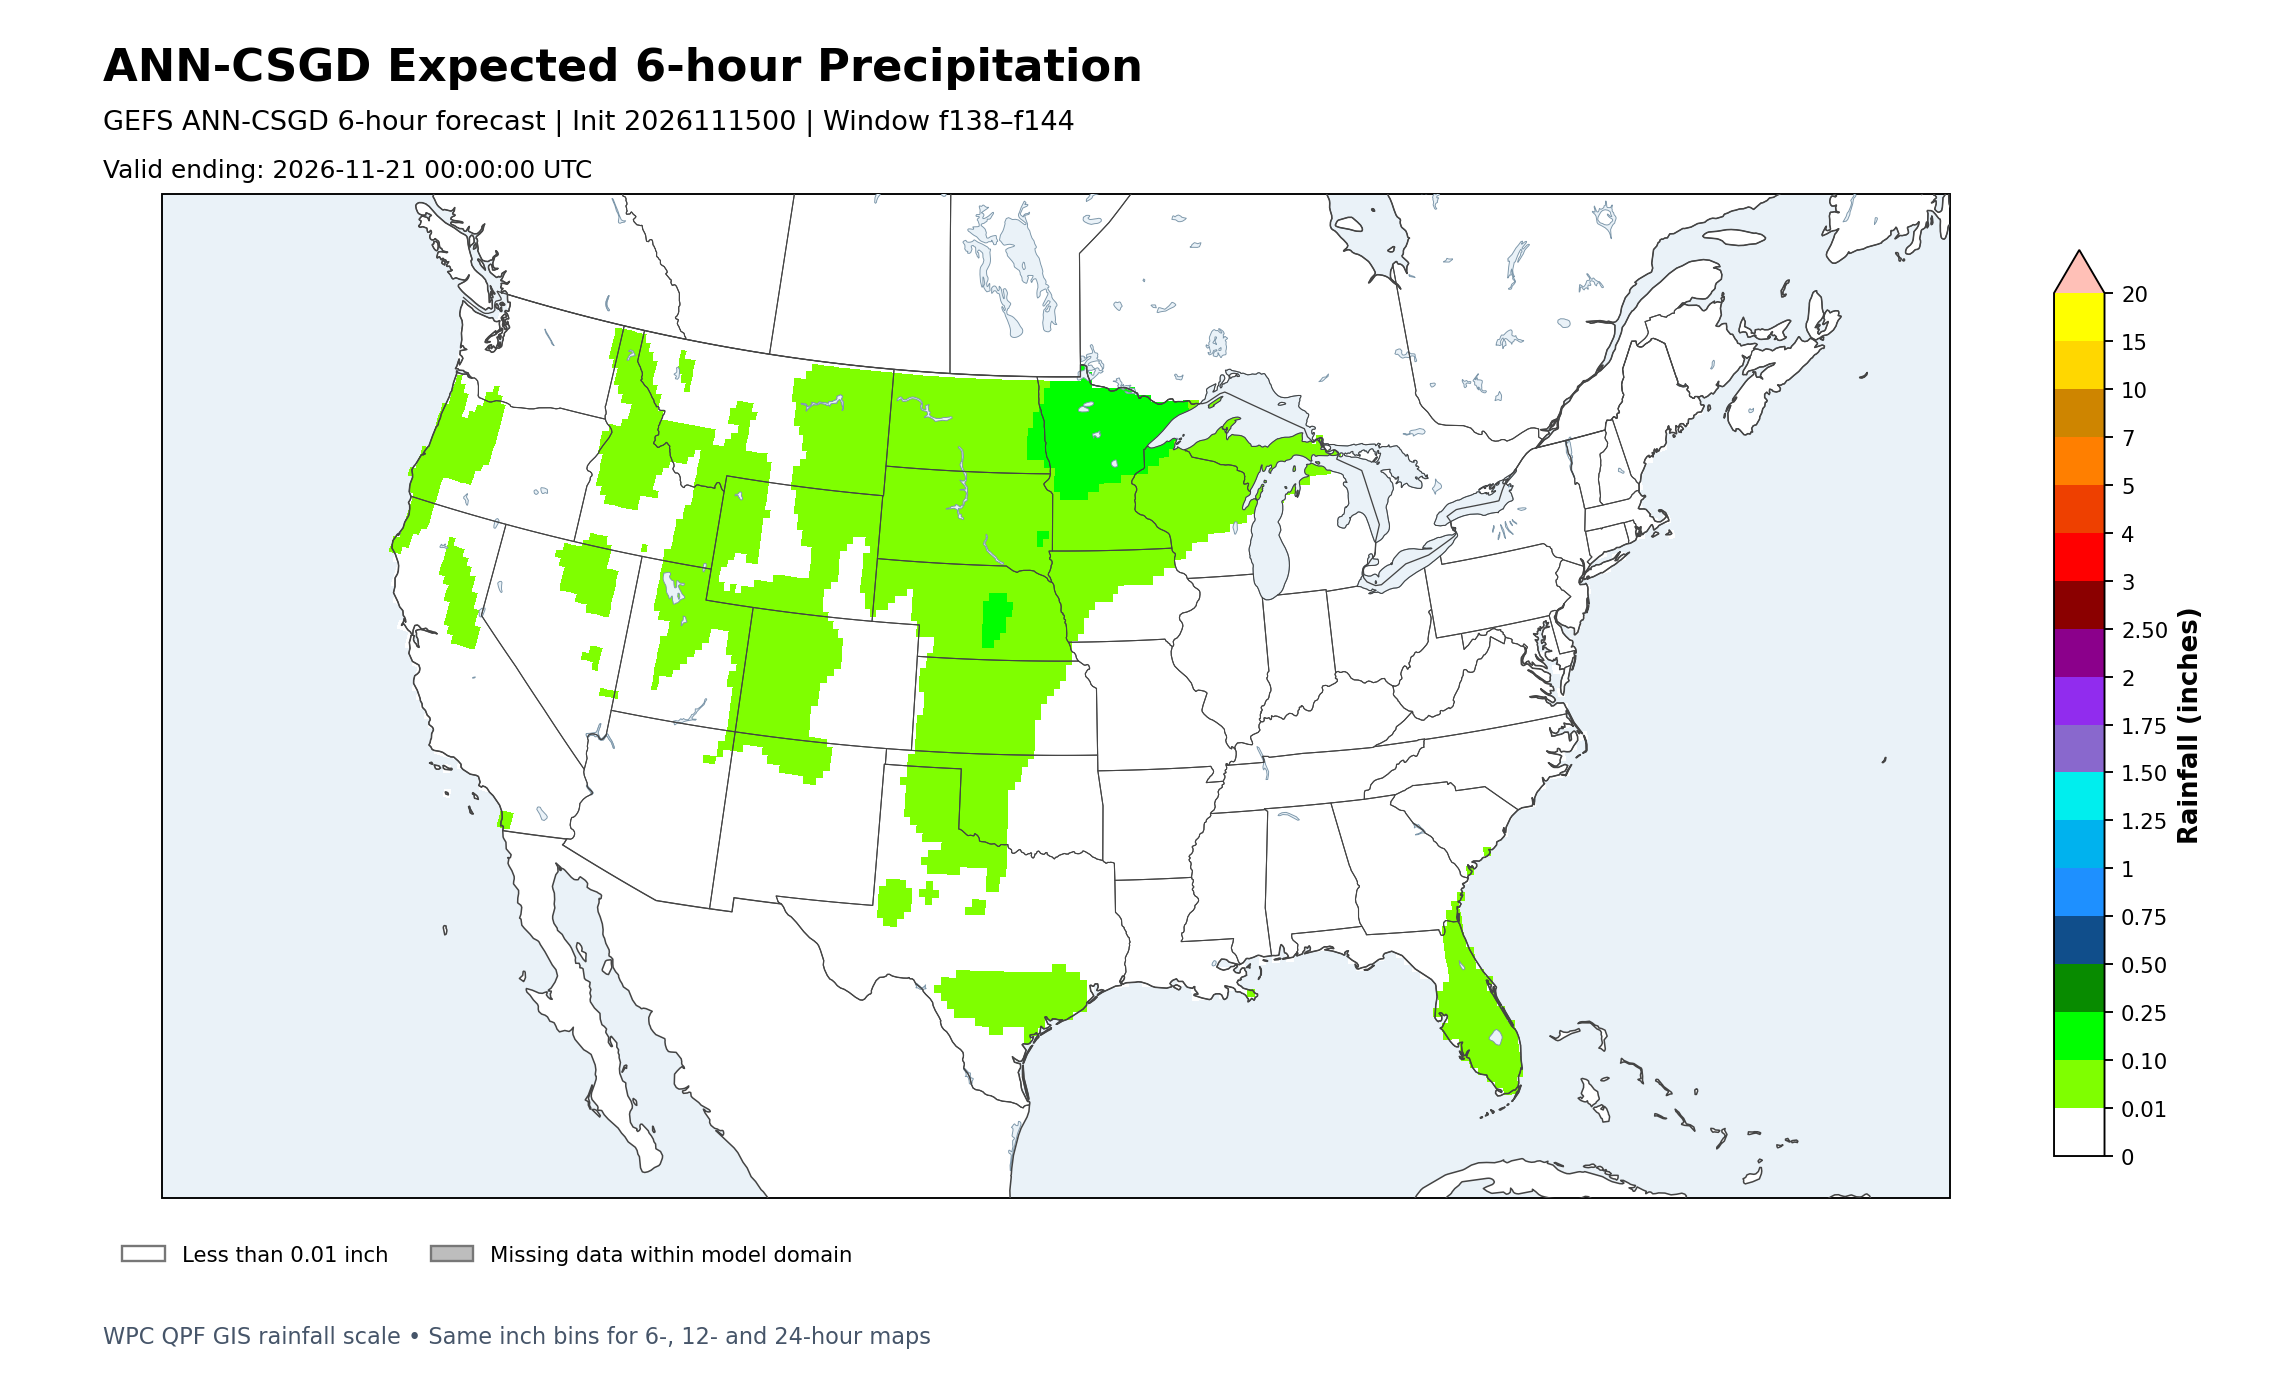 ANN-CSGD Expected 6-hour Precipitation
GEFS ANN-CSGD 6-hour forecast | Init 2026111500 | Window f138–f144
Valid ending: 2026-11-21 00:00:00 UTC
20
15
10
7
5
4
3
2.50
2
1.75
1.50
1.25
1
0.75
0.50
0.25
0.10
0.01
0
Rainfall (inches)
Less than 0.01 inch
Missing data within model domain
WPC QPF GIS rainfall scale • Same inch bins for 6-, 12- and 24-hour maps